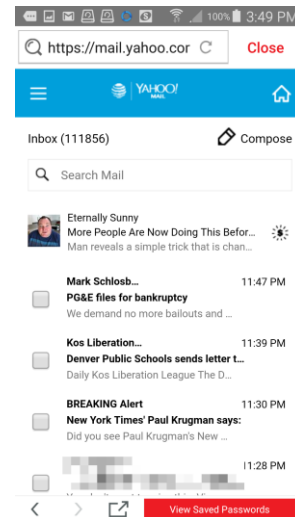 100% 3:49 PM
https://mail.yahoo.cor Close
YAHOO!
MAIL
Inbox (111856) Compose
Search Mail
Eternally Sunny
More People Are Now Doing This Befor...
Man reveals a simple trick that is chan...
Mark Schlosb... 11:47 PM
PG&E files for bankruptcy
We demand no more bailouts and ...
Kos Liberation... 11:39 PM
Denver Public Schools sends letter t...
Daily Kos Liberation League The D...
BREAKING Alert 11:30 PM
New York Times' Paul Krugman says:
Did you see Paul Krugman's New ...
11:28 PM
View Saved Passwords